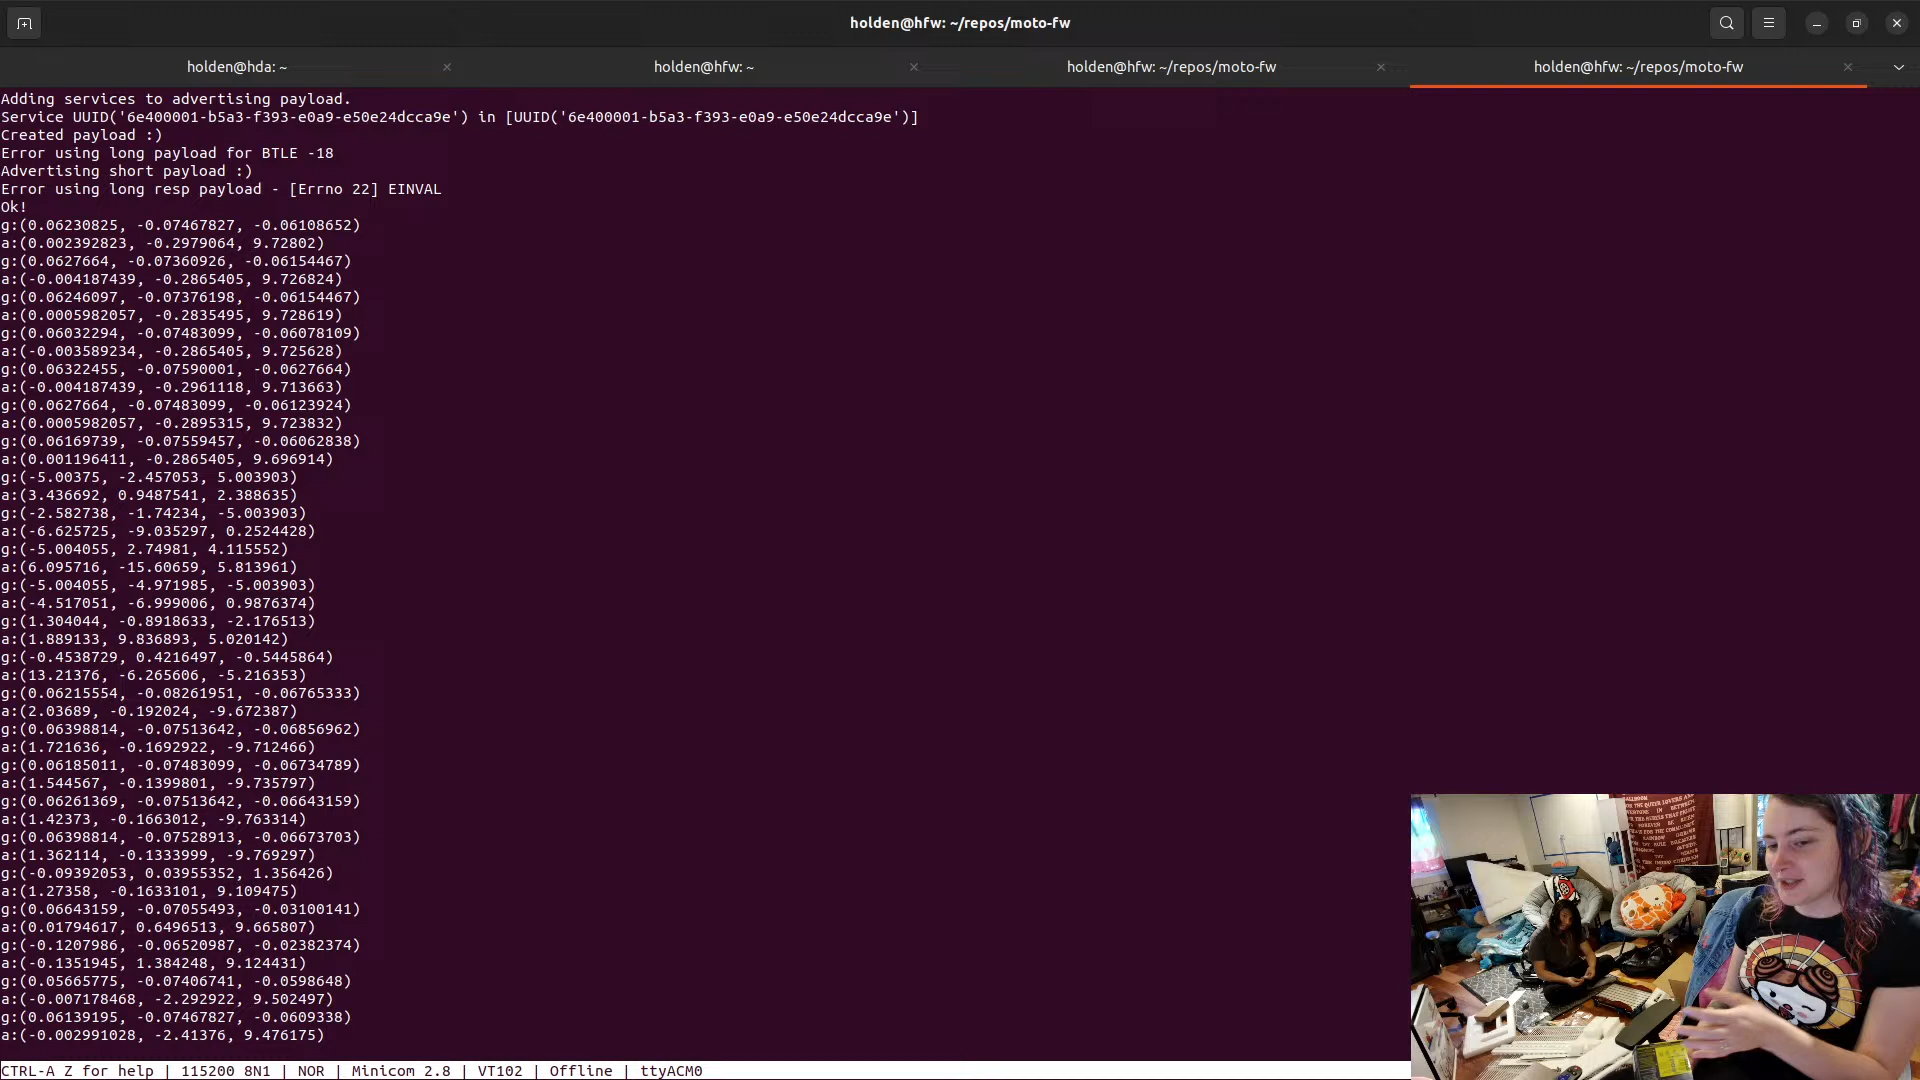 holden@hfw: ~/repos/moto-fw
holden@hda: ~
holden@hfw: ~
holden@hfw: ~/repos/moto-fw
holden@hfw: ~/repos/moto-fw
Adding services to advertising payload.
Service UUID('6e400001-b5a3-f393-e0a9-e50e24dcca9e') in [UUID('6e400001-b5a3-f393-e0a9-e50e24dcca9e')]
Created payload :)
Error using long payload for BTLE -18
Advertising short payload :)
Error using long resp payload - [Errno 22] EINVAL
Ok!
g:(0.06230825, -0.07467827, -0.06108652)
a:(0.002392823, -0.2979064, 9.72802)
g:(0.0627664, -0.07360926, -0.06154467)
a:(-0.004187439, -0.2865405, 9.726824)
g:(0.06246097, -0.07376198, -0.06154467)
a:(0.0005982057, -0.2835495, 9.728619)
g:(0.06032294, -0.07483099, -0.06078109)
a:(-0.003589234, -0.2865405, 9.725628)
g:(0.06322455, -0.07590001, -0.0627664)
a:(-0.004187439, -0.2961118, 9.713663)
g:(0.0627664, -0.07483099, -0.06123924)
a:(0.0005982057, -0.2895315, 9.723832)
g:(0.06169739, -0.07559457, -0.06062838)
a:(0.001196411, -0.2865405, 9.696914)
g:(-5.00375, -2.457053, 5.003903)
a:(3.436692, 0.9487541, 2.388635)
g:(-2.582738, -1.74234, -5.003903)
a:(-6.625725, -9.035297, 0.2524428)
g:(-5.004055, 2.74981, 4.115552)
a:(6.095716, -15.60659, 5.813961)
g:(-5.004055, -4.971985, -5.003903)
a:(-4.517051, -6.999006, 0.9876374)
g:(1.304044, -0.8918633, -2.176513)
a:(1.889133, 9.836893, 5.020142)
g:(-0.4538729, 0.4216497, -0.5445864)
a:(13.21376, -6.265606, -5.216353)
g:(0.06215554, -0.08261951, -0.06765333)
a:(2.03689, -0.192024, -9.672387)
g:(0.06398814, -0.07513642, -0.06856962)
a:(1.721636, -0.1692922, -9.712466)
g:(0.06185011, -0.07483099, -0.06734789)
a:(1.544567, -0.1399801, -9.735797)
g:(0.06261369, -0.07513642, -0.06643159)
a:(1.42373, -0.1663012, -9.763314)
g:(0.06398814, -0.07528913, -0.06673703)
a:(1.362114, -0.1333999, -9.769297)
g:(-0.09392053, 0.03955352, 1.356426)
a:(1.27358, -0.1633101, 9.109475)
g:(0.06643159, -0.07055493, -0.03100141)
a:(0.01794617, 0.6496513, 9.665807)
g:(-0.1207986, -0.06520987, -0.02382374)
a:(-0.1351945, 1.384248, 9.124431)
g:(0.05665775, -0.07406741, -0.0598648)
a:(-0.007178468, -2.292922, 9.502497)
g:(0.06139195, -0.07467827, -0.0609338)
a:(-0.002991028, -2.41376, 9.476175)
CTRL-A Z for help | 115200 8N1 | NOR | Minicom 2.8 | VT102 | Offline | ttyACM0